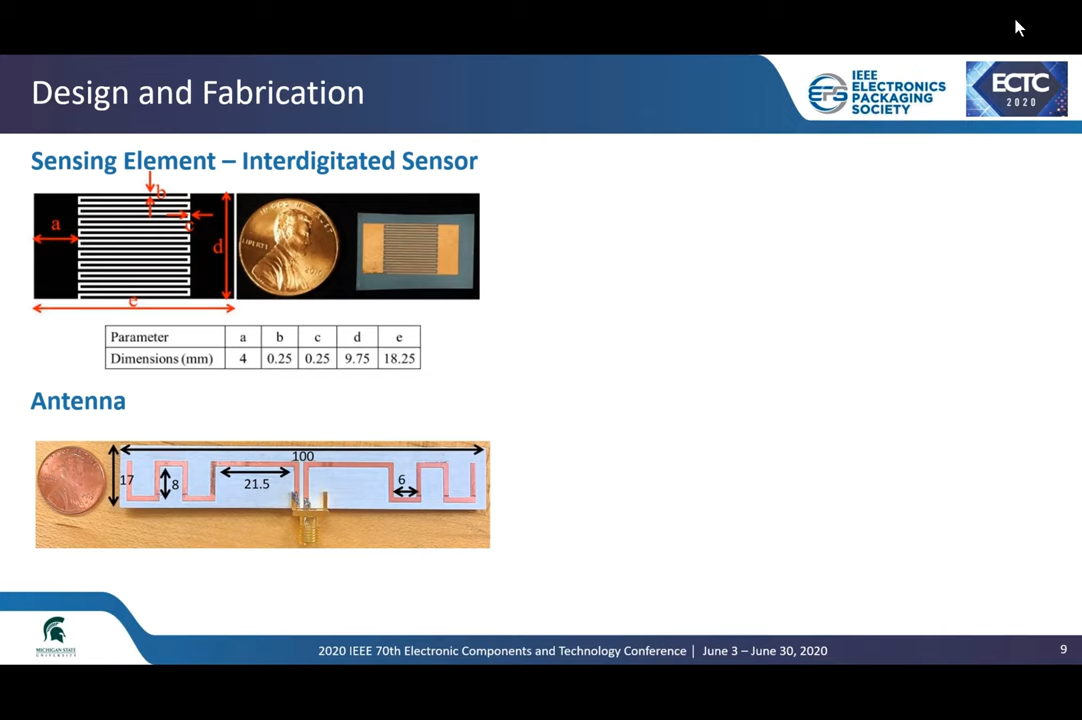 Design and Fabrication
IEEE
ELECTRONICS
PACKAGING
SOCIETY
EPS
ECTC
2020
Sensing Element – Interdigitated Sensor
a
b
c
d
e
LIBERTY
Parameter a b c d e
Dimensions (mm) 4 0.25 0.25 9.75 18.25
Antenna
100
17
8
21.5
6
MICHIGAN STATE
UNIVERSITY
2020 IEEE 70th Electronic Components and Technology Conference | June 3 – June 30, 2020
9